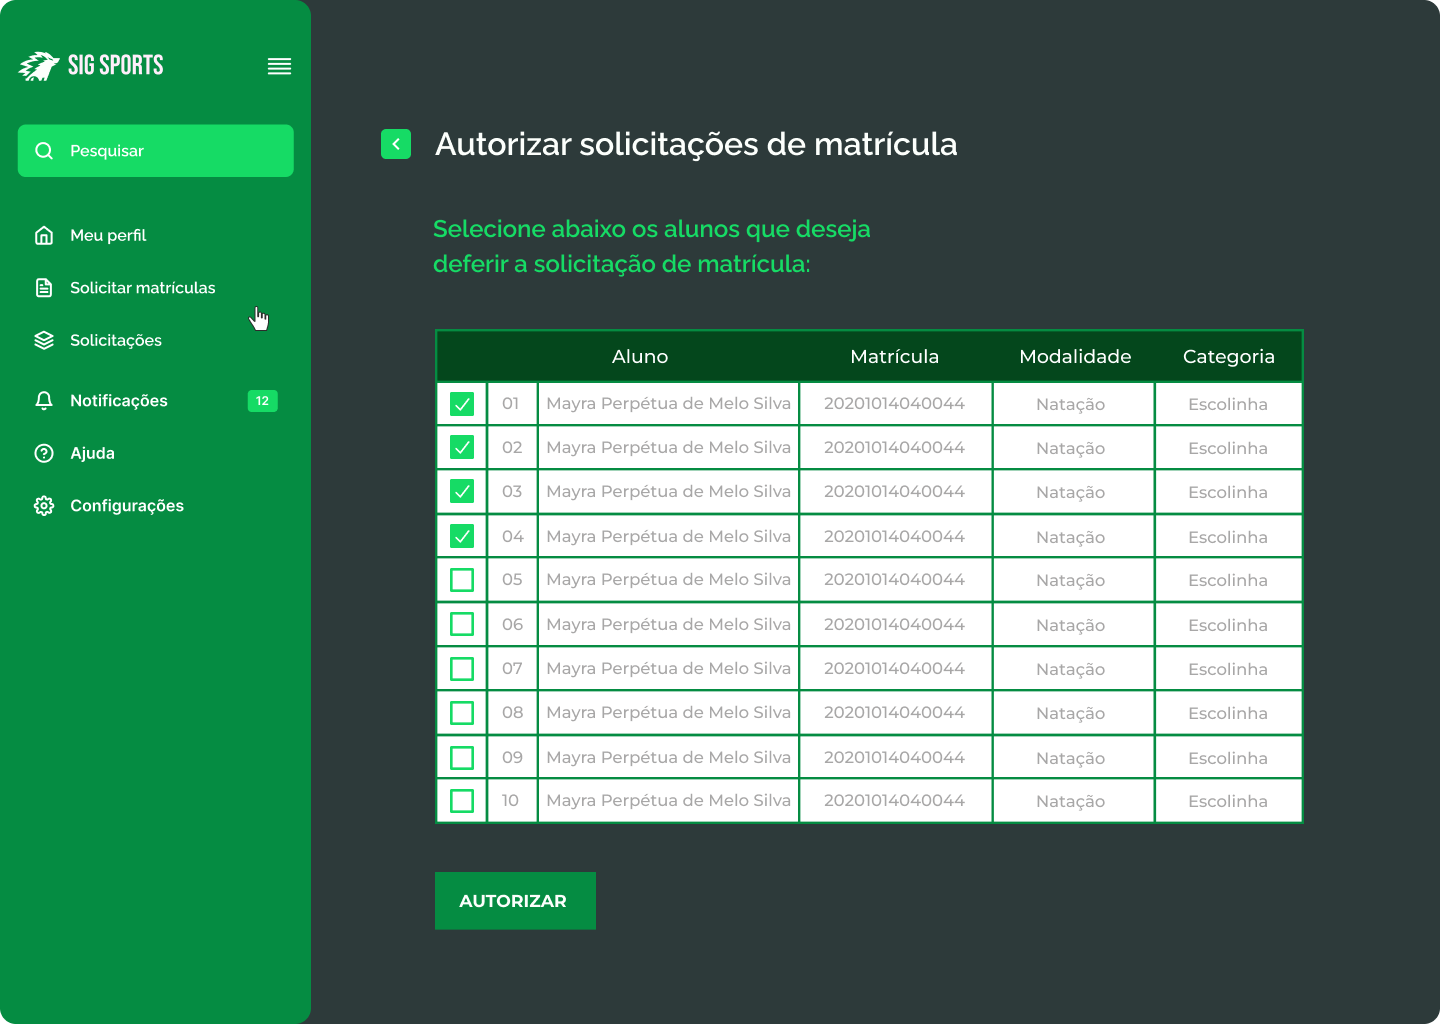 SIG SPORTS
Pesquisar
Meu perfil
Solicitar matrículas
Solicitações
Notificações 12
Ajuda
Configurações
Autorizar solicitações de matrícula
Selecione abaixo os alunos que deseja
deferir a solicitação de matrícula:
Aluno Matrícula Modalidade Categoria
01 Mayra Perpétua de Melo Silva 20201014040044 Natação Escolinha
02 Mayra Perpétua de Melo Silva 20201014040044 Natação Escolinha
03 Mayra Perpétua de Melo Silva 20201014040044 Natação Escolinha
04 Mayra Perpétua de Melo Silva 20201014040044 Natação Escolinha
05 Mayra Perpétua de Melo Silva 20201014040044 Natação Escolinha
06 Mayra Perpétua de Melo Silva 20201014040044 Natação Escolinha
07 Mayra Perpétua de Melo Silva 20201014040044 Natação Escolinha
08 Mayra Perpétua de Melo Silva 20201014040044 Natação Escolinha
09 Mayra Perpétua de Melo Silva 20201014040044 Natação Escolinha
10 Mayra Perpétua de Melo Silva 20201014040044 Natação Escolinha
AUTORIZAR